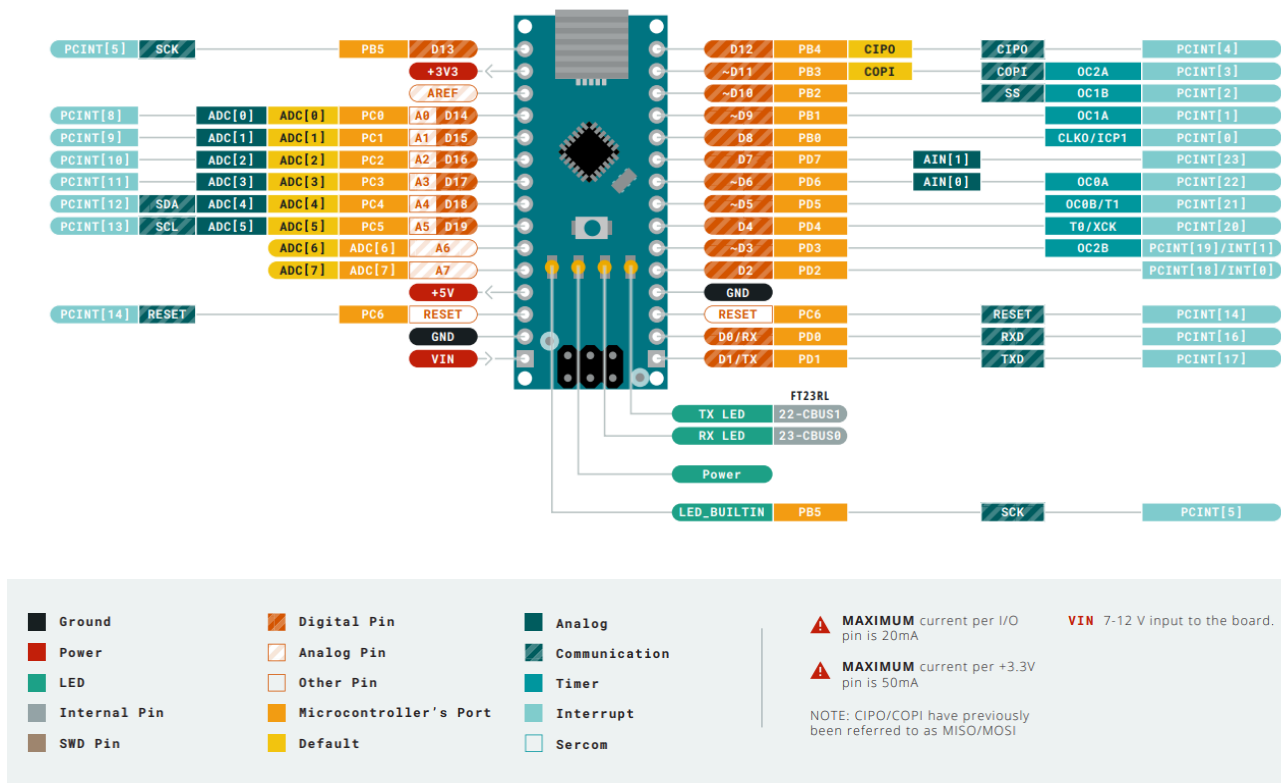 PCINT[5] SCK PB5 D13 D12 PB4 CIPO CIPO PCINT[4]
+3V3 ~D11 PB3 COPI COPI OC2A PCINT[3]
AREF ~D10 PB2 SS OC1B PCINT[2]
PCINT[8] ADC[0] ADC[0] PC0 A0 D14 ~D9 PB1 OC1A PCINT[1]
PCINT[9] ADC[1] ADC[1] PC1 A1 D15 D8 PB0 CLKO/ICP1 PCINT[0]
PCINT[10] ADC[2] ADC[2] PC2 A2 D16 D7 PD7 AIN[1] PCINT[23]
PCINT[11] ADC[3] ADC[3] PC3 A3 D17 ~D6 PD6 AIN[0] OC0A PCINT[22]
PCINT[12] SDA ADC[4] ADC[4] PC4 A4 D18 ~D5 PD5 OC0B/T1 PCINT[21]
PCINT[13] SCL ADC[5] ADC[5] PC5 A5 D19 D4 PD4 T0/XCK PCINT[20]
ADC[6] ADC[6] A6 ~D3 PD3 OC2B PCINT[19]/INT[1]
ADC[7] ADC[7] A7 D2 PD2 PCINT[18]/INT[0]
+5V GND
PCINT[14] RESET PC6 RESET RESET PC6 RESET PCINT[14]
GND D0/RX PD0 RXD PCINT[16]
VIN D1/TX PD1 TXD PCINT[17]
FT23RL
TX LED 22-CBUS1
RX LED 23-CBUS0
Power
LED_BUILTIN PB5 SCK PCINT[5]
Ground
Power
LED
Internal Pin
SWD Pin
Digital Pin
Analog Pin
Other Pin
Microcontroller's Port
Default
Analog
Communication
Timer
Interrupt
Sercom
MAXIMUM current per I/O
pin is 20mA
MAXIMUM current per +3.3V
pin is 50mA
NOTE: CIPO/COPI have previously
been referred to as MISO/MOSI
VIN 7-12 V input to the board.